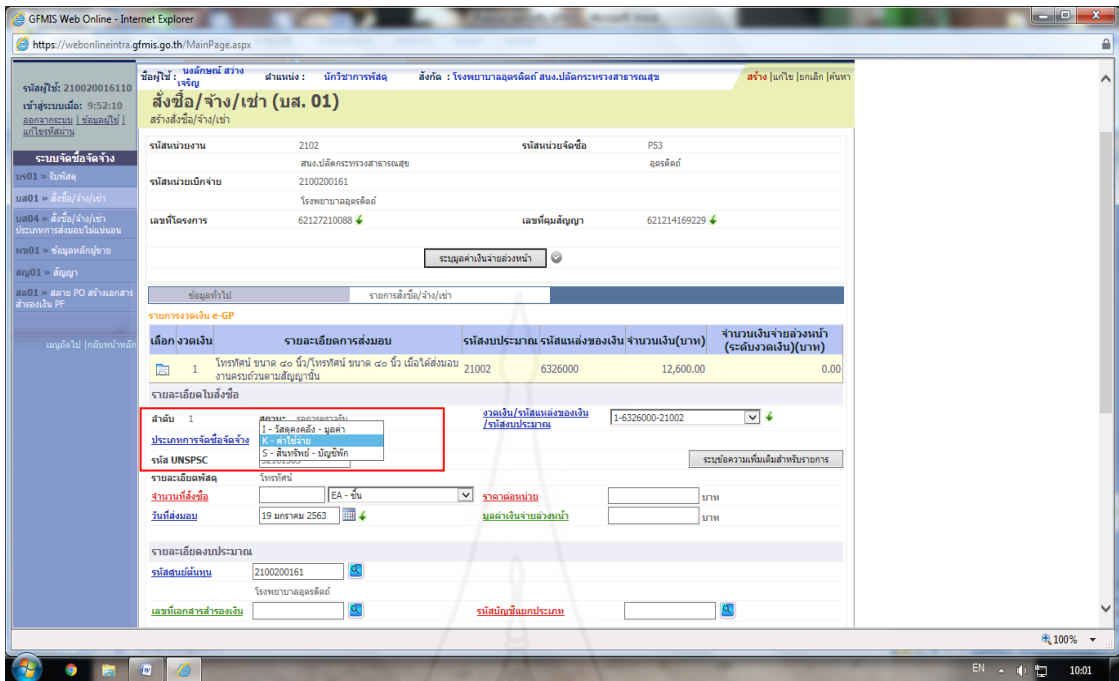 GFMIS Web Online - Internet Explorer
https://webonlineintra.gfmis.go.th/MainPage.aspx
รหัสผู้ใช้: 210020016110
เข้าสู่ระบบเมื่อ: 9:52:10
ออกจากระบบ | ข้อมูลผู้ใช้ |
แก้ไขรหัสผ่าน
ระบบจัดซื้อจัดจ้าง
บร01 » รับพัสดุ
บส01 » สั่งซื้อ/จ้าง/เช่า
บส04 » สั่งซื้อ/จ้าง/เช่า
ประเภทการส่งมอบไม่แน่นอน
ผข01 » ข้อมูลหลักผู้ขาย
สญ01 » สัญญา
สล01 » สลาย PO สร้างเอกสาร
สำรองเงิน PF
เมนูถัดไป |กลับหน้าหลัก
ชื่อผู้ใช้ : นงลักษณ์ สว่างเจริญ ตำแหน่ง : นักวิชาการพัสดุ สังกัด : โรงพยาบาลอุตรดิตถ์ สนง.ปลัดกระทรวงสาธารณสุข สร้าง |แก้ไข |ยกเลิก |ค้นหา
สั่งซื้อ/จ้าง/เช่า (บส. 01)
สร้างสั่งซื้อ/จ้าง/เช่า
รหัสหน่วยงาน 2102 รหัสหน่วยจัดซื้อ P53
สนง.ปลัดกระทรวงสาธารณสุข อุตรดิตถ์
รหัสหน่วยเบิกจ่าย 2100200161
โรงพยาบาลอุตรดิตถ์
เลขที่โครงการ 62127210088 เลขที่คุมสัญญา 621214169229
ระบุมูลค่าเงินจ่ายล่วงหน้า
ข้อมูลทั่วไป รายการสั่งซื้อ/จ้าง/เช่า
รายการงวดเงิน e-GP
เลือก งวดเงิน รายละเอียดการส่งมอบ รหัสงบประมาณ รหัสแหล่งของเงิน จำนวนเงิน(บาท) จำนวนเงินจ่ายล่วงหน้า
(ระดับงวดเงิน)(บาท)
1 โทรทัศน์ ขนาด ๔๐ นิ้ว/โทรทัศน์ ขนาด ๔๐ นิ้ว เมื่อได้ส่งมอบ 21002 6326000 12,600.00 0.00
งานครบถ้วนตามสัญญานั้น
รายละเอียดใบสั่งซื้อ
ลำดับ 1 สถานะ รอการตรวจรับ งวดเงิน/รหัสแหล่งของเงิน 1-6326000-21002
/รหัสงบประมาณ
I - วัสดุคงคลัง - มูลค่า
ประเภทการจัดซื้อจัดจ้าง K - ค่าใช้จ่าย
S - สินทรัพย์ - บัญชีพัก
รหัส UNSPSC ระบุข้อความเพิ่มเติมสำหรับรายการ
รายละเอียดพัสดุ โทรทัศน์
จำนวนที่สั่งซื้อ EA - ชิ้น ราคาต่อหน่วย บาท
วันที่ส่งมอบ 19 มกราคม 2563 มูลค่าเงินจ่ายล่วงหน้า บาท
รายละเอียดงบประมาณ
รหัสศูนย์ต้นทุน 2100200161
โรงพยาบาลอุตรดิตถ์
เลขที่เอกสารสำรองเงิน รหัสบัญชีแยกประเภท
100%
EN 10:01